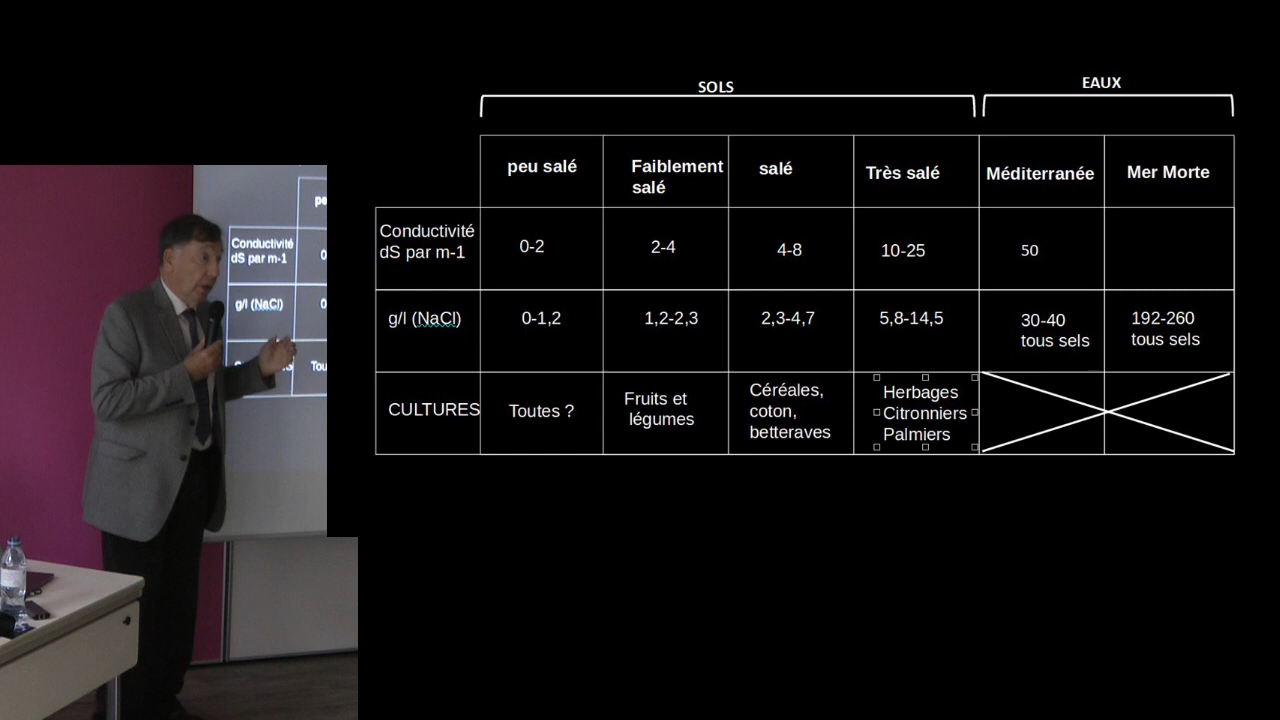 SOLS
EAUX
peu salé
Faiblement
salé
salé
Très salé
Méditerranée
Mer Morte
Conductivité
dS par m-1
0-2
2-4
4-8
10-25
50
g/l (NaCl)
0-1,2
1,2-2,3
2,3-4,7
5,8-14,5
30-40
tous sels
192-260
tous sels
CULTURES
Toutes ?
Fruits et
légumes
Céréales,
coton,
betteraves
Herbages
Citronniers
Palmiers
Conductivité
dS par m-1
g/l (NaCl)